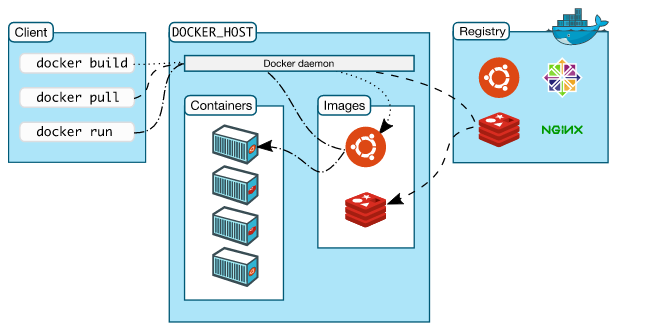 Client
DOCKER_HOST
Registry
docker build
Docker daemon
docker pull
Containers
Images
docker run
NGINX